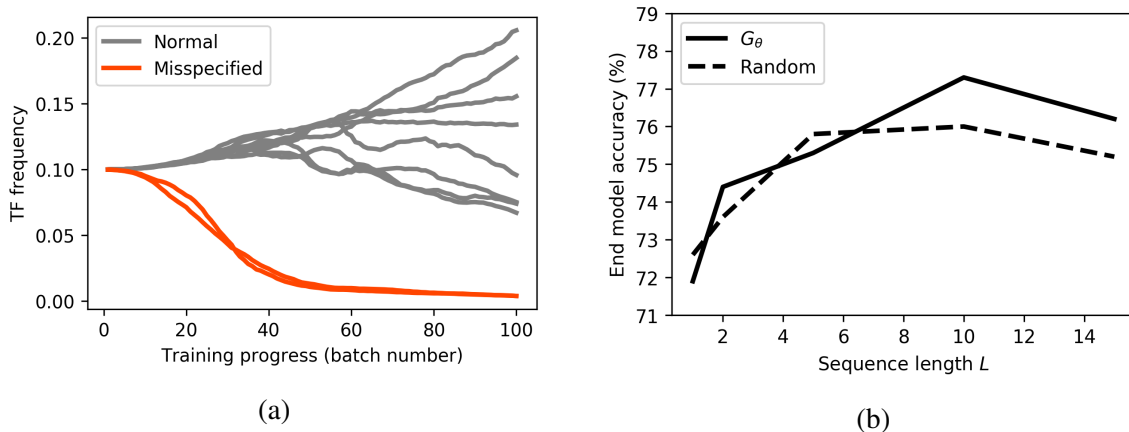 Normal
Misspecified
0.20
0.15
0.10
0.05
0.00
TF frequency
0 20 40 60 80 100
Training progress (batch number)
(a)
Gθ
Random
79
78
77
76
75
74
73
72
71
End model accuracy (%)
2 4 6 8 10 12 14
Sequence length L
(b)